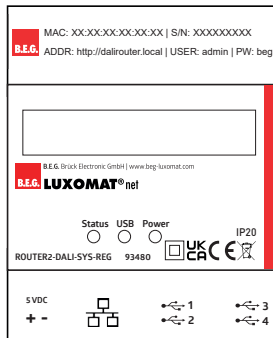 MAC: XX:XX:XX:XX:XX:XX | S/N: XXXXXXXXX
B.E.G.
ADDR: http://dalirouter.local | USER: admin | PW: beg
B.E.G. Brück Electronic GmbH | www.beg-luxomat.com
B.E.G. LUXOMAT® net
Status USB Power
IP20
ROUTER2-DALI-SYS-REG 93480
UK CA CE
5 VDC
+ -
1
2
3
4